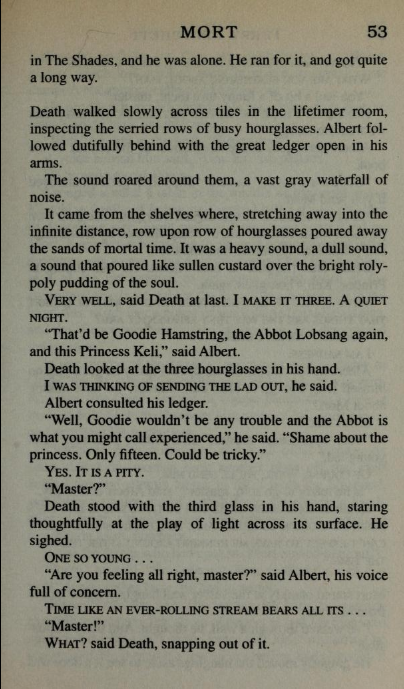 MORT 53
in The Shades, and he was alone. He ran for it, and got quite
a long way.
Death walked slowly across tiles in the lifetimer room,
inspecting the serried rows of busy hourglasses. Albert fol-
lowed dutifully behind with the great ledger open in his
arms.
The sound roared around them, a vast gray waterfall of
noise.
It came from the shelves where, stretching away into the
infinite distance, row upon row of hourglasses poured away
the sands of mortal time. It was a heavy sound, a dull sound,
a sound that poured like sullen custard over the bright roly-
poly pudding of the soul.
VERY WELL, said Death at last. I MAKE IT THREE. A QUIET
NIGHT.
"That'd be Goodie Hamstring, the Abbot Lobsang again,
and this Princess Keli," said Albert.
Death looked at the three hourglasses in his hand.
I WAS THINKING OF SENDING THE LAD OUT, he said.
Albert consulted his ledger.
"Well, Goodie wouldn't be any trouble and the Abbot is
what you might call experienced," he said. "Shame about the
princess. Only fifteen. Could be tricky."
YES. IT IS A PITY.
"Master?"
Death stood with the third glass in his hand, staring
thoughtfully at the play of light across its surface. He
sighed.
ONE SO YOUNG . . .
"Are you feeling all right, master?" said Albert, his voice
full of concern.
TIME LIKE AN EVER-ROLLING STREAM BEARS ALL ITS . . .
"Master!"
WHAT? said Death, snapping out of it.